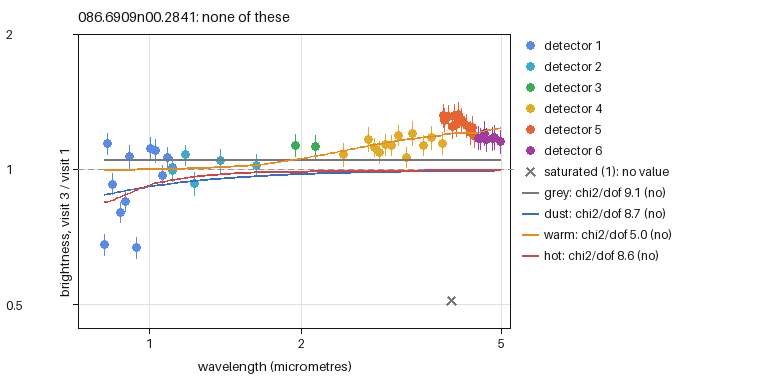 086.6909n00.2841: none of these
2
1
0.5
brightness, visit 3 / visit 1
1
2
5
wavelength (micrometres)
detector 1
detector 2
detector 3
detector 4
detector 5
detector 6
saturated (1): no value
grey: chi2/dof 9.1 (no)
dust: chi2/dof 8.7 (no)
warm: chi2/dof 5.0 (no)
hot: chi2/dof 8.6 (no)